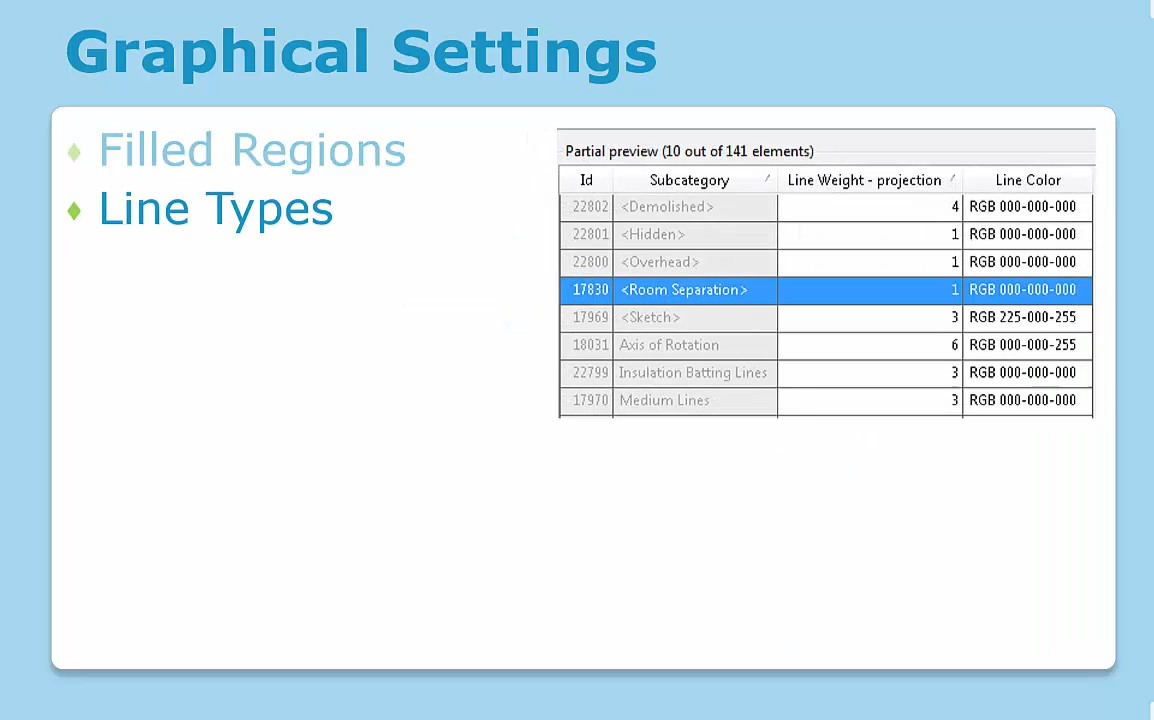 Graphical Settings
Filled Regions
Line Types
Partial preview (10 out of 141 elements)
Id Subcategory Line Weight - projection Line Color
22802 <Demolished> 4 RGB 000-000-000
22801 <Hidden> 1 RGB 000-000-000
22800 <Overhead> 1 RGB 000-000-000
17830 <Room Separation> 1 RGB 000-000-000
17969 <Sketch> 3 RGB 225-000-255
18031 Axis of Rotation 6 RGB 000-000-255
22799 Insulation Batting Lines 3 RGB 000-000-000
17970 Medium Lines 3 RGB 000-000-000